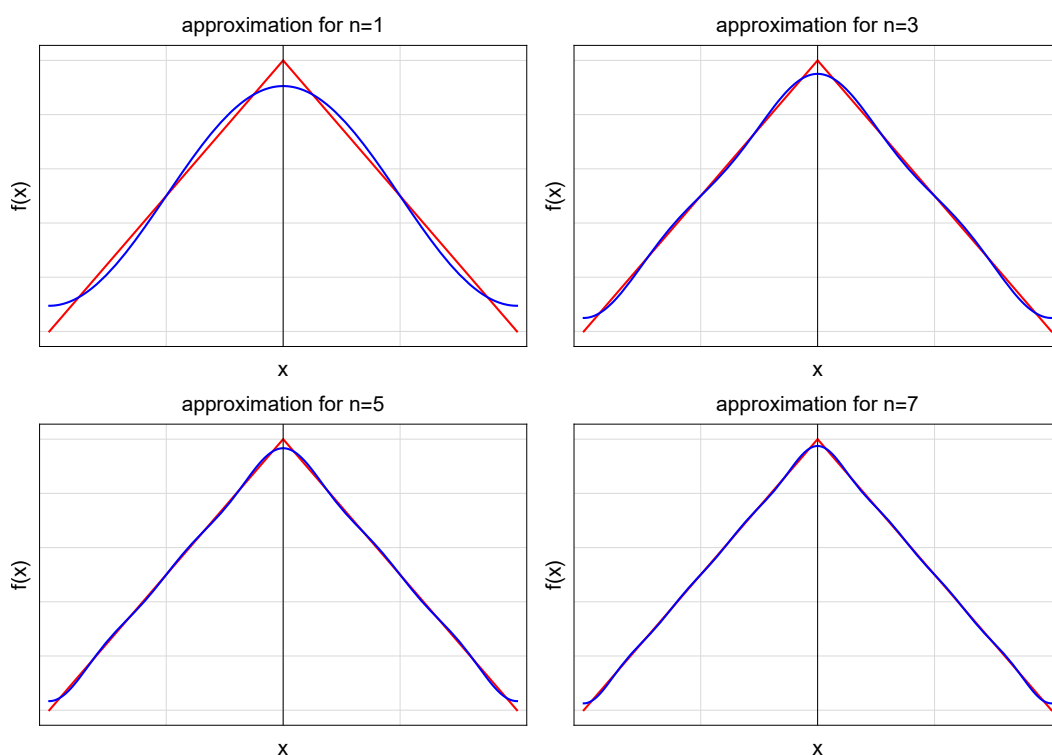 approximation for n=1
f(x)
x
approximation for n=3
f(x)
x
approximation for n=5
f(x)
x
approximation for n=7
f(x)
x